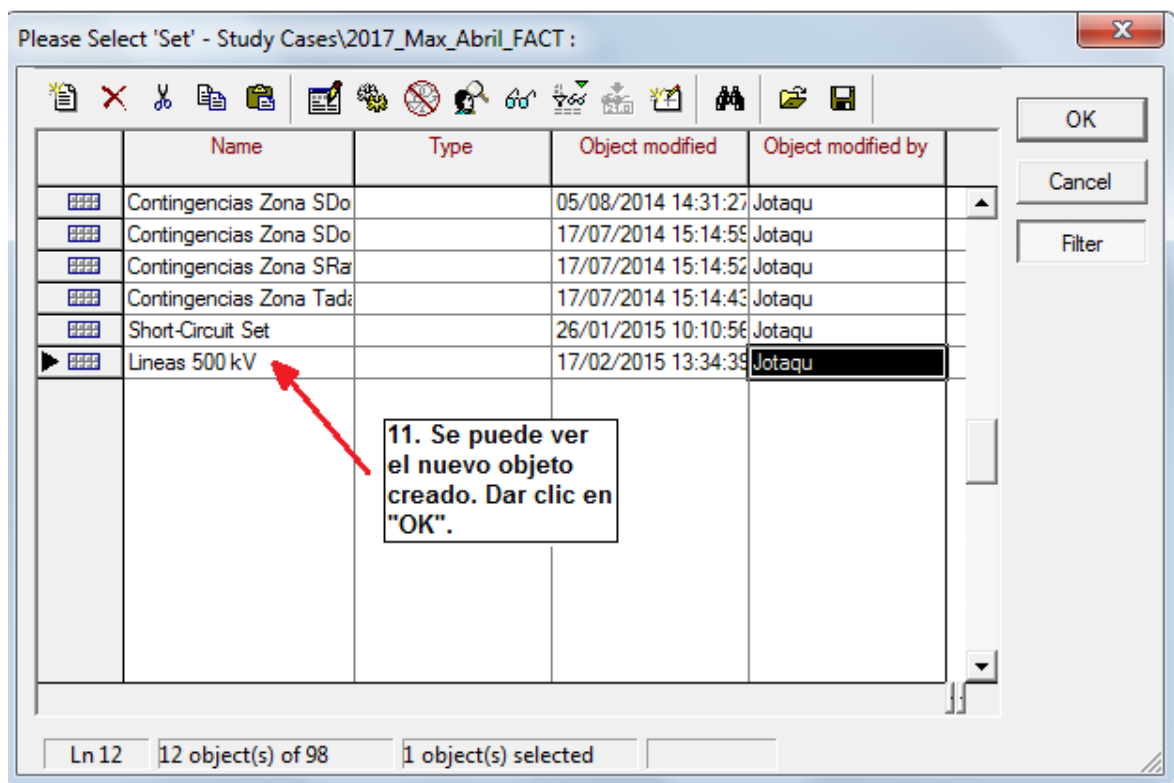 Please Select 'Set' - Study Cases\2017_Max_Abril_FACT :
OK
Cancel
Filter
Name Type Object modified Object modified by
Contingencias Zona SDo 05/08/2014 14:31:27 Jotaqu
Contingencias Zona SDo 17/07/2014 15:14:59 Jotaqu
Contingencias Zona SRa 17/07/2014 15:14:52 Jotaqu
Contingencias Zona Tada 17/07/2014 15:14:43 Jotaqu
Short-Circuit Set 26/01/2015 10:10:56 Jotaqu
Lineas 500 kV 17/02/2015 13:34:39 Jotaqu
11. Se puede ver
el nuevo objeto
creado. Dar clic en
"OK".
Ln 12 12 object(s) of 98 1 object(s) selected